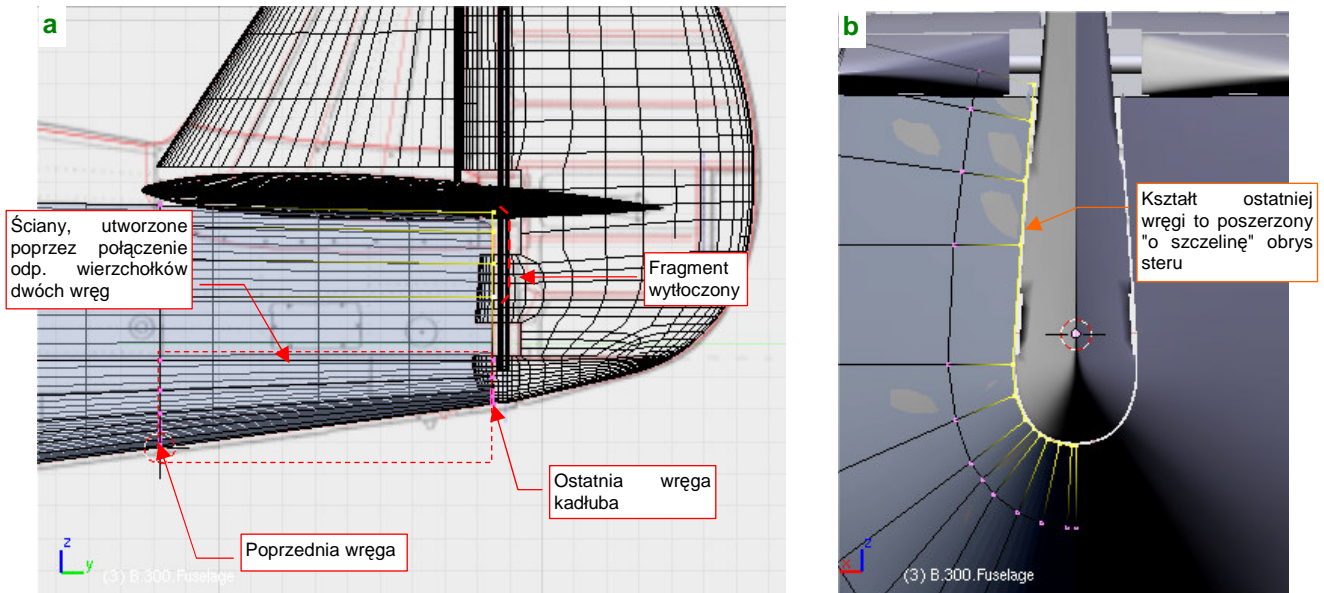 a
b
Ściany, utworzone
poprzez połączenie
odp. wierzchołków
dwóch wręg
Fragment
wytłoczony
Kształt ostatniej
wręgi to poszerzony
"o szczelinę" obrys
steru
Ostatnia wręga
kadłuba
Poprzednia wręga
z
y
(3) B.300.Fuselage
z
x
(3) B.300.Fuselage